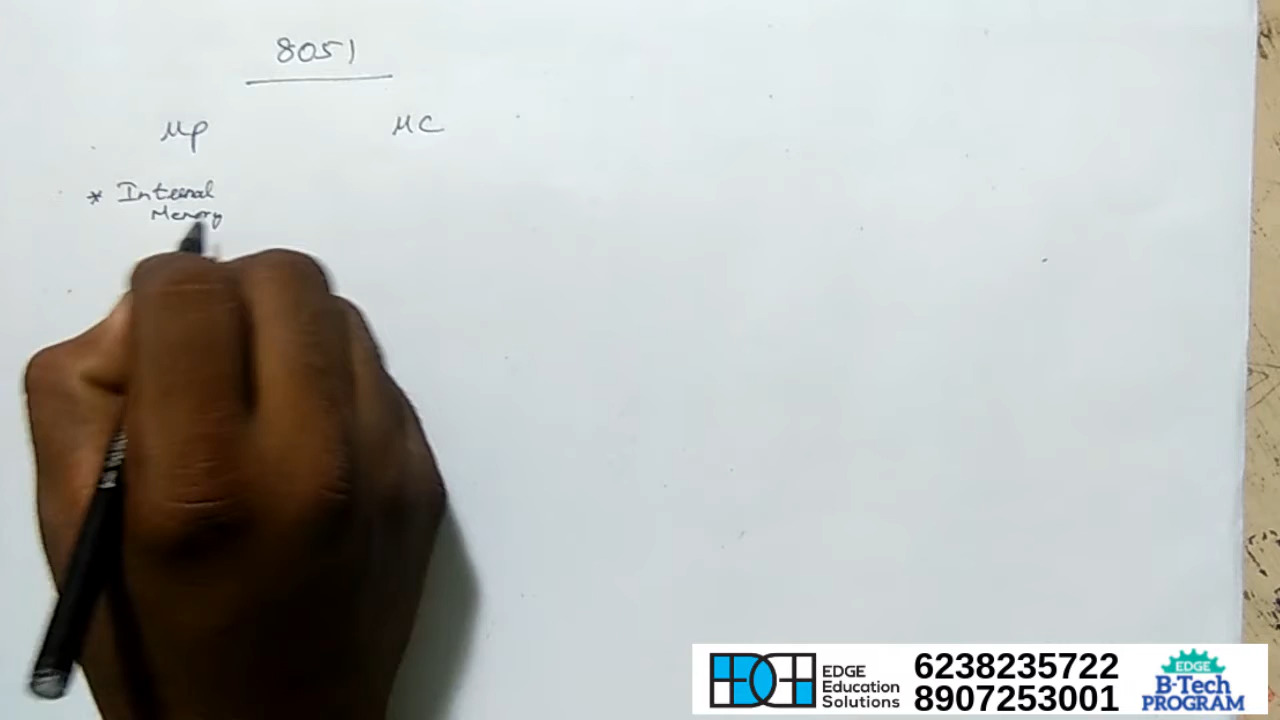 8051
μp
μC
* Internal
Memory
EDGE
Education
Solutions
6238235722
8907253001
EDGE
B-Tech
PROGRAM